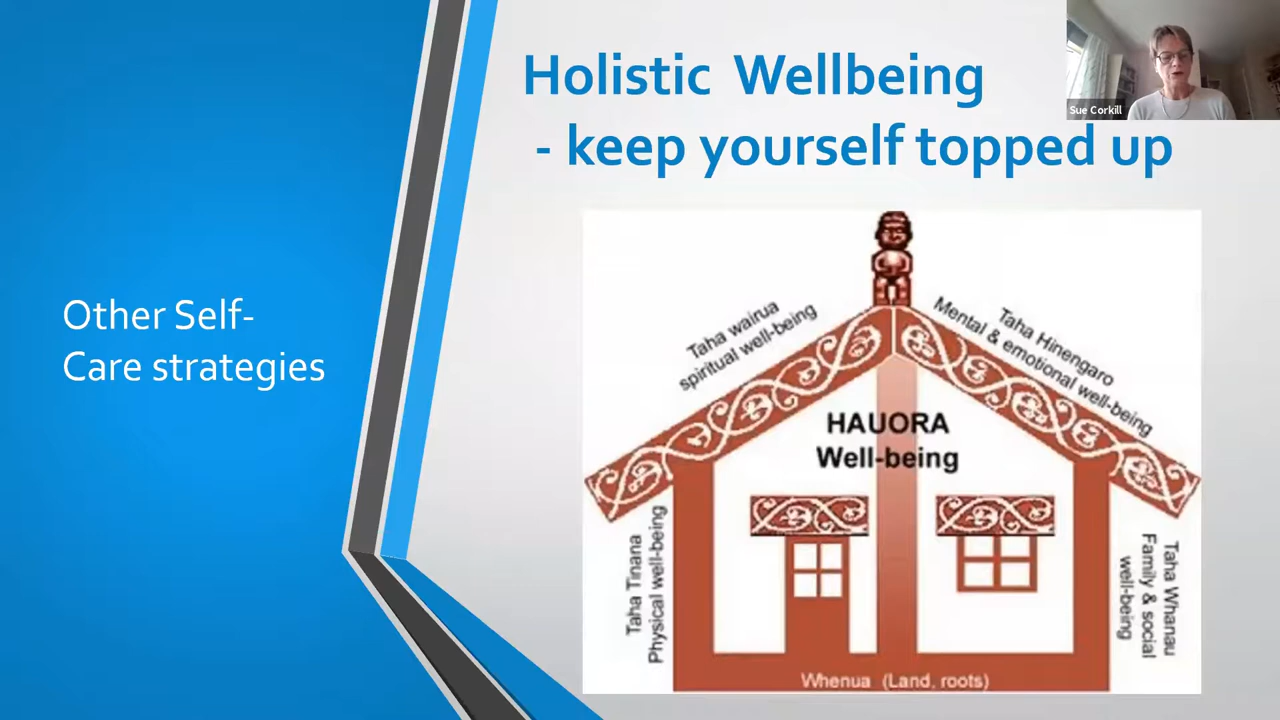 Holistic  Wellbeing
- keep yourself topped up
Sue Corkill
Other Self-
Care strategies
Taha wairua
spiritual well-being
Taha Hinengaro
Mental & emotional well-being
HAUORA
Well-being
Taha Tinana
Physical well-being
Taha Whanau
Family & social
well-being
Whenua  (Land, roots)